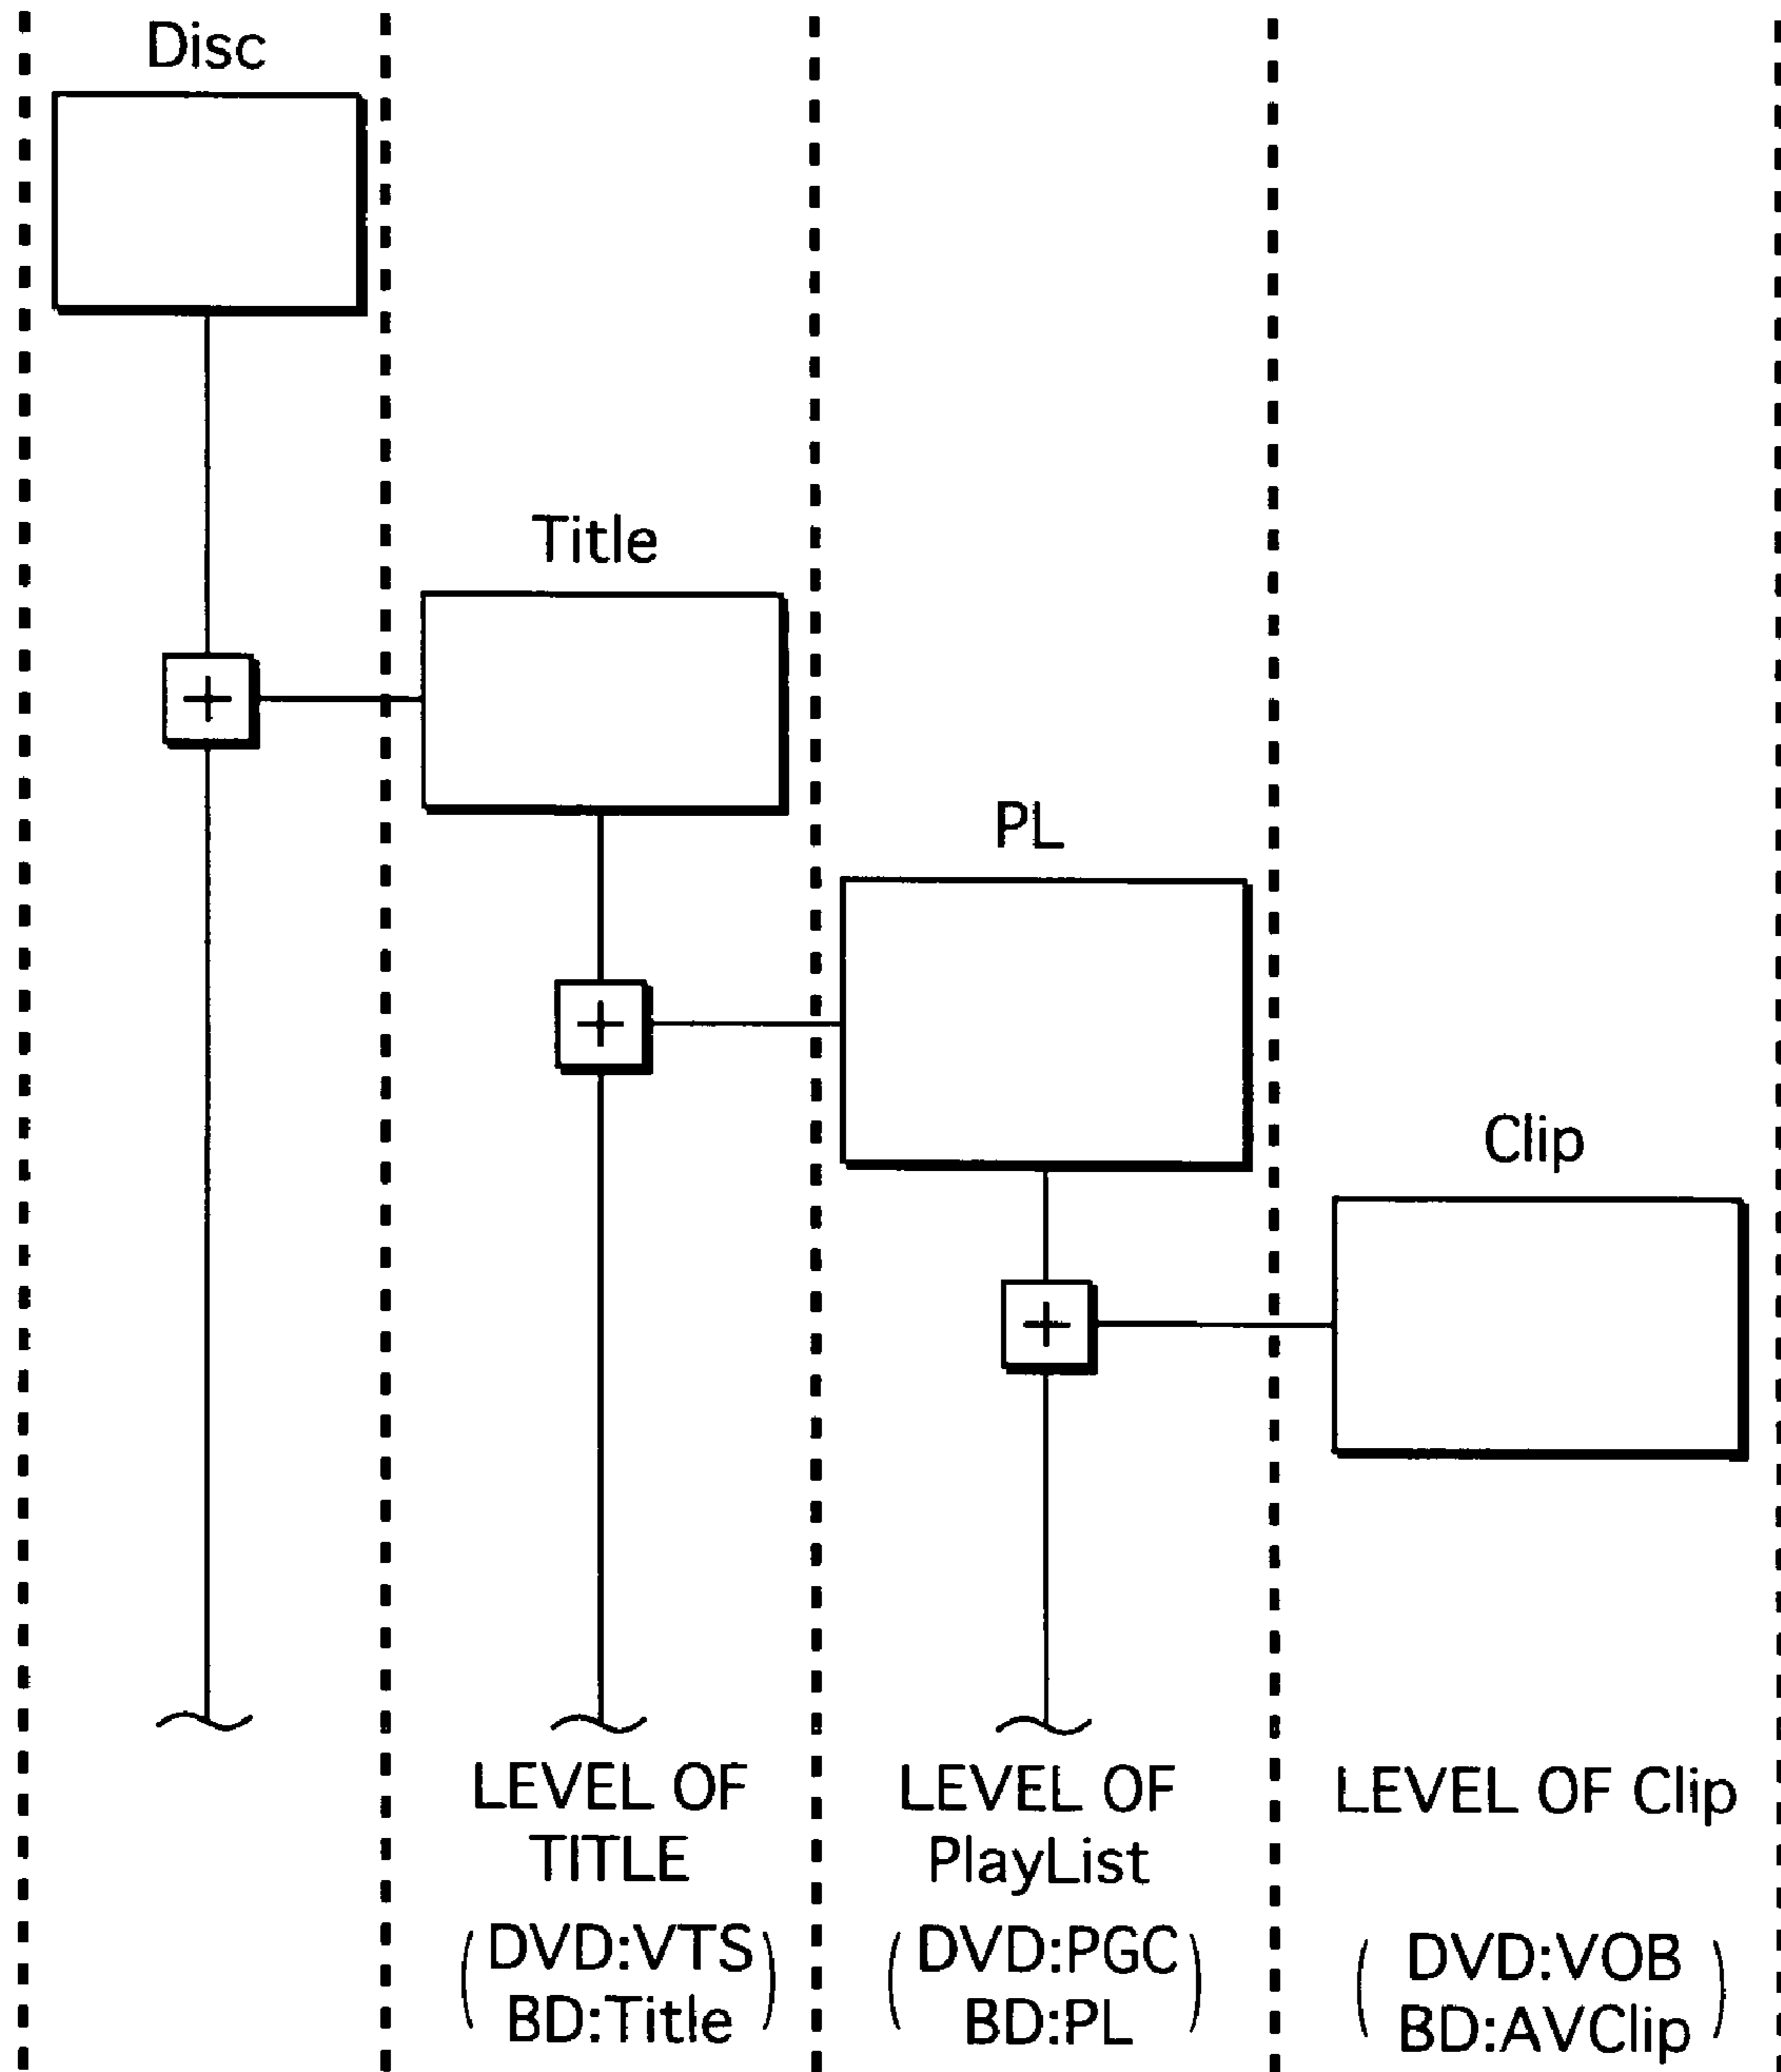 Disc
Title
PL
Clip
LEVEL OF
TITLE
(DVD:VTS
BD:Title)
LEVEL OF
PlayList
(DVD:PGC
BD:PL)
LEVEL OF Clip
(DVD:VOB
BD:AVClip)